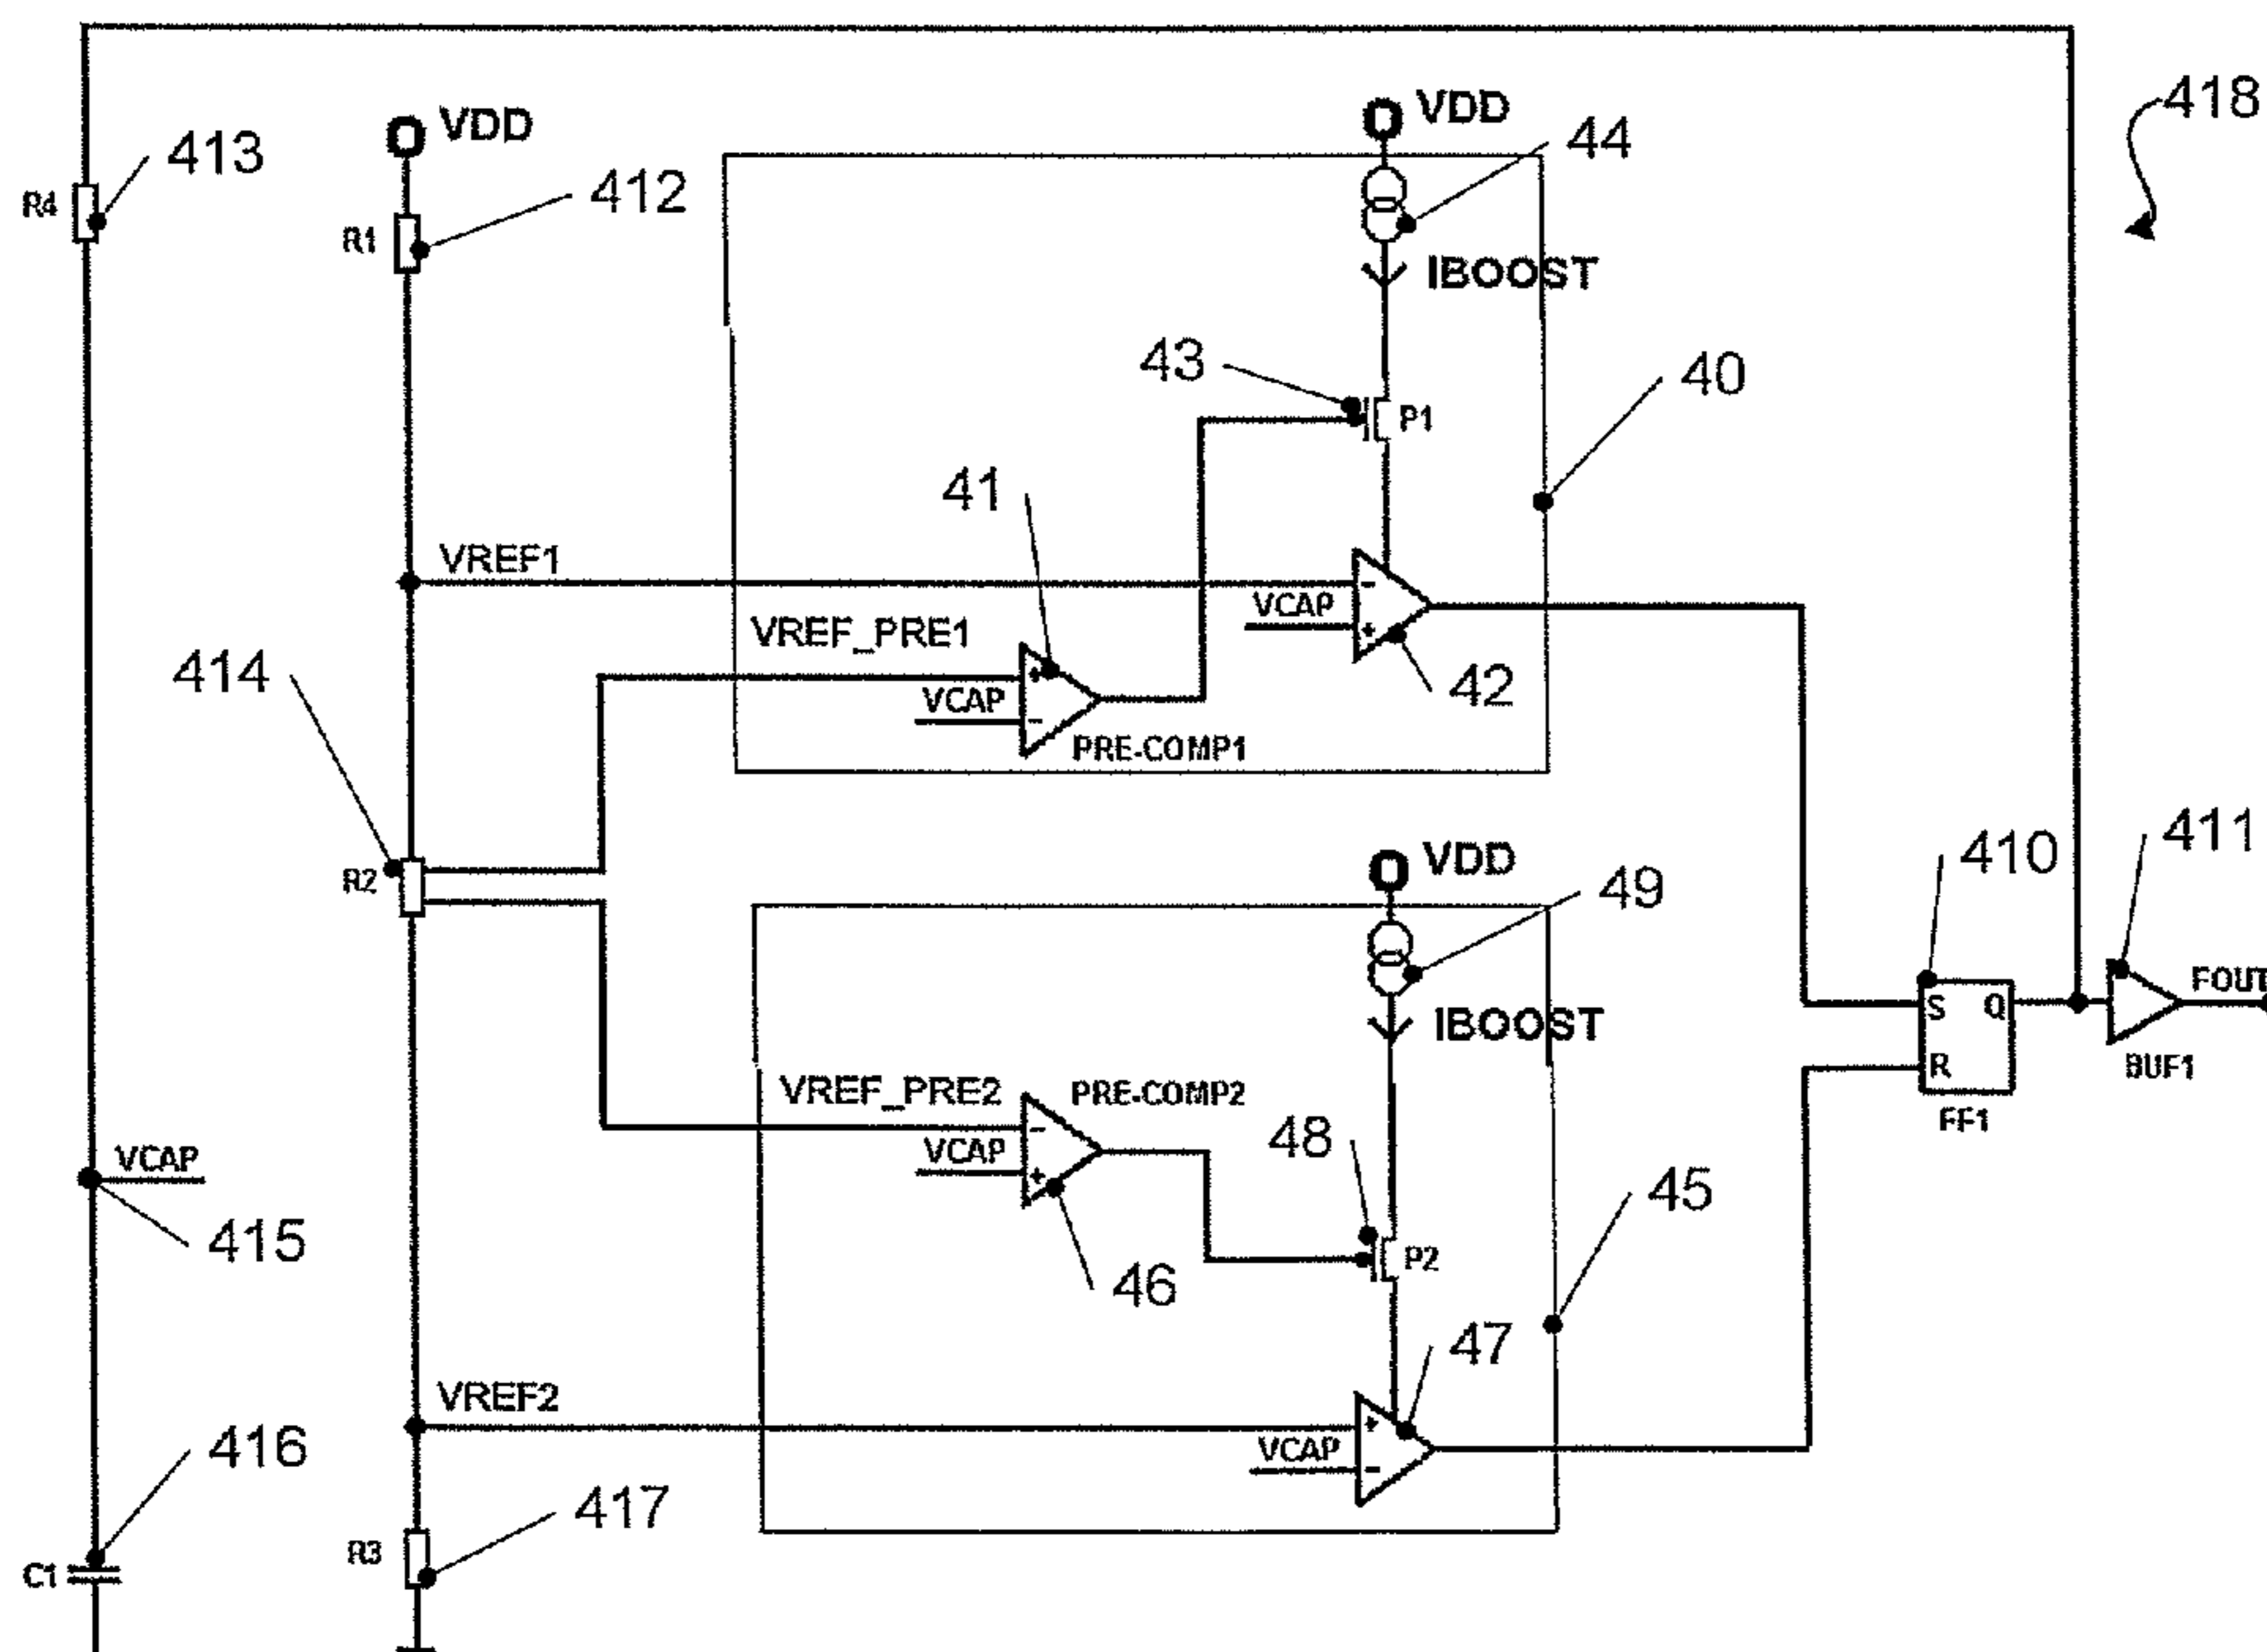 VDD
VDD
418
413
44
412
R4
R1
IBOOST
43
40
P1
41
VREF1
VCAP
VREF_PRE1
414
42
VCAP
PRE-COMP1
411
410
VDD
R2
49
FOUT
S
Q
IBOOST
R
BUF1
VREF_PRE2
PRE-COMP2
FF1
48
VCAP
VCAP
45
415
P2
46
47
VREF2
416
VCAP
417
R3
C1